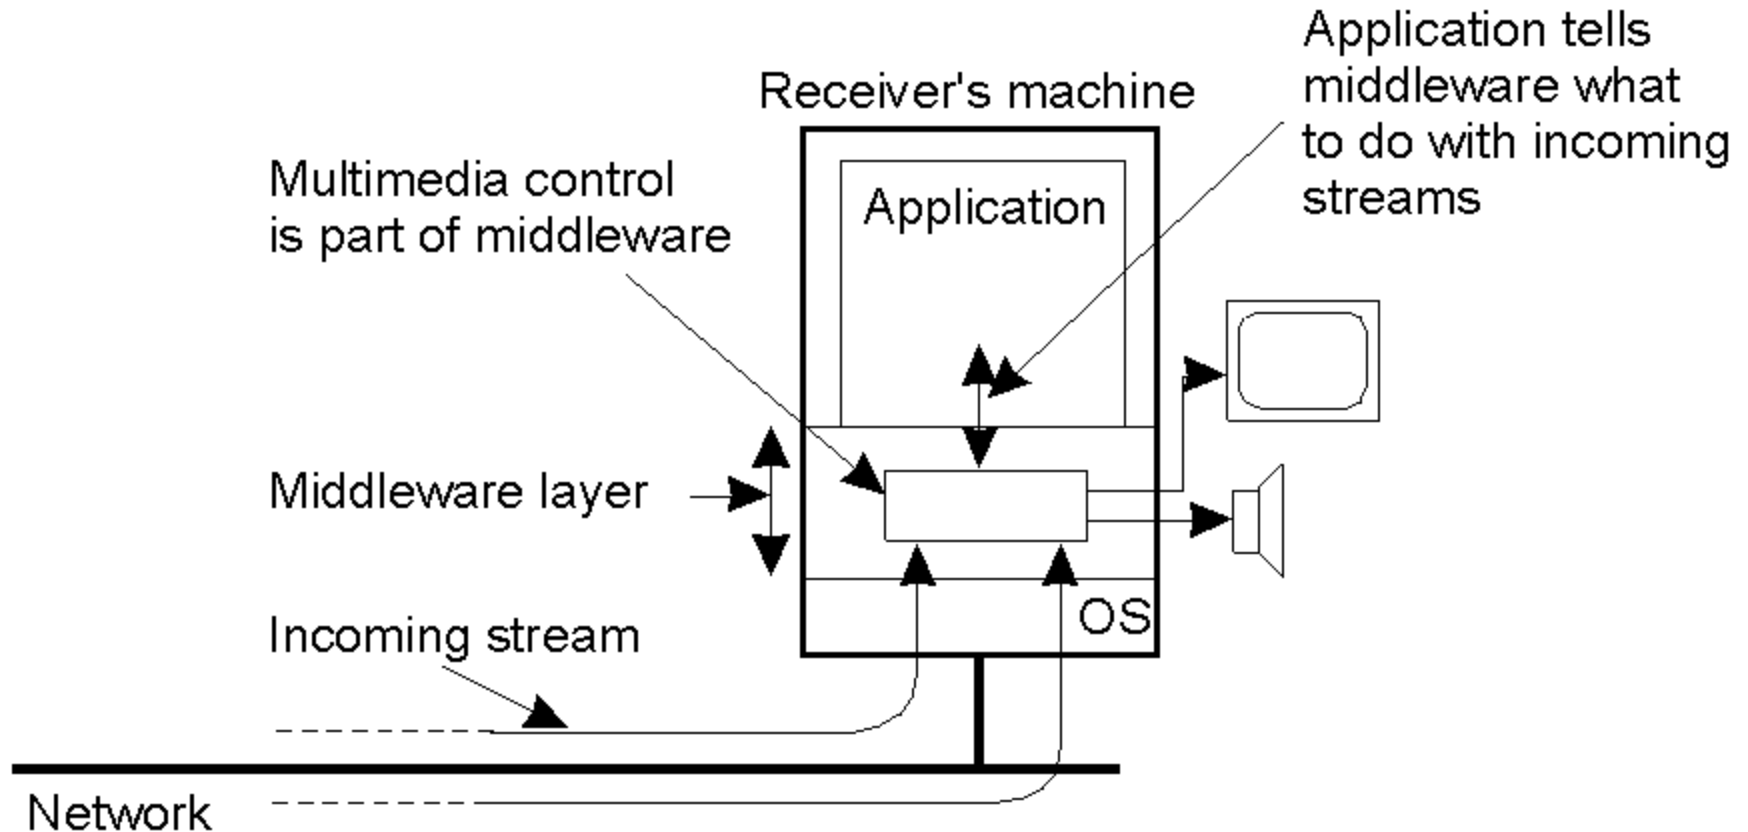 Application tells
middleware what
to do with incoming
streams
Receiver's machine
Multimedia control
is part of middleware
Application
Middleware layer
Incoming stream
OS
Network